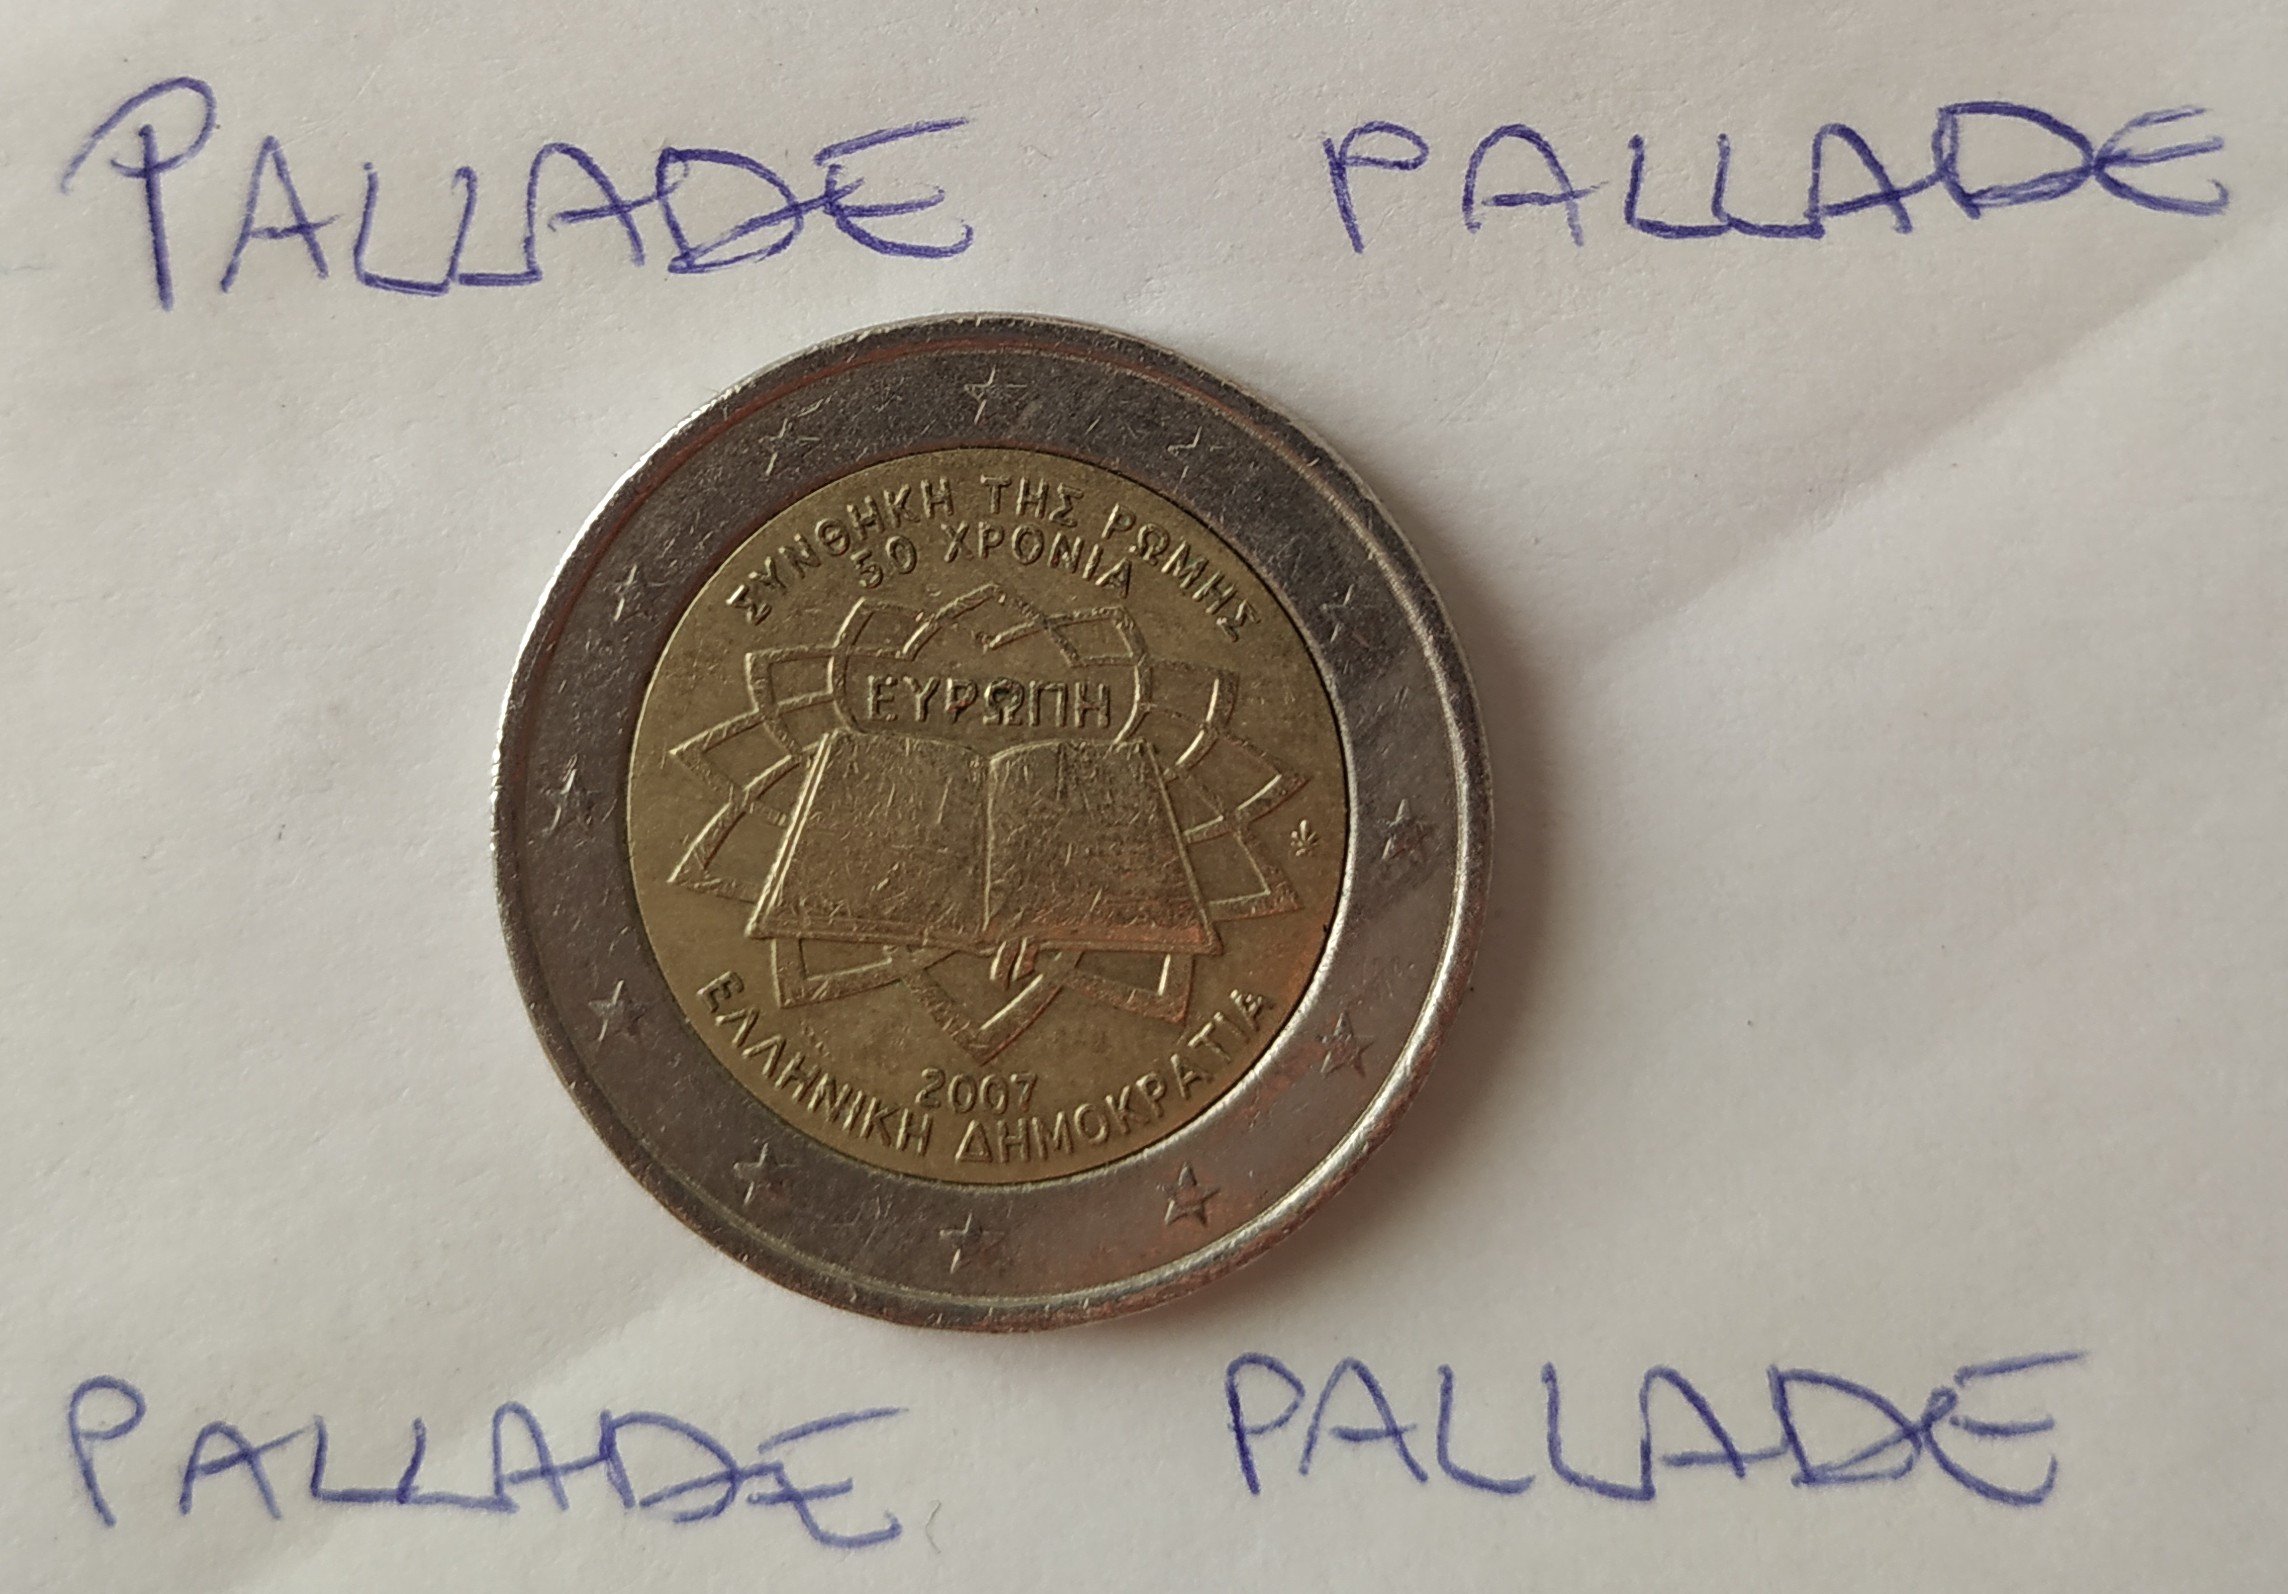 PALLADE PALLADE
ΣΥΝΘΗΚΗ ΤΗΣ ΡΩΜΗΣ
50 ΧΡΟΝΙΑ
ΕΥΡΩΠΗ
2007
ΕΛΛΗΝΙΚΗ ΔΗΜΟΚΡΑΤΙΑ
PALLADE PALLADE